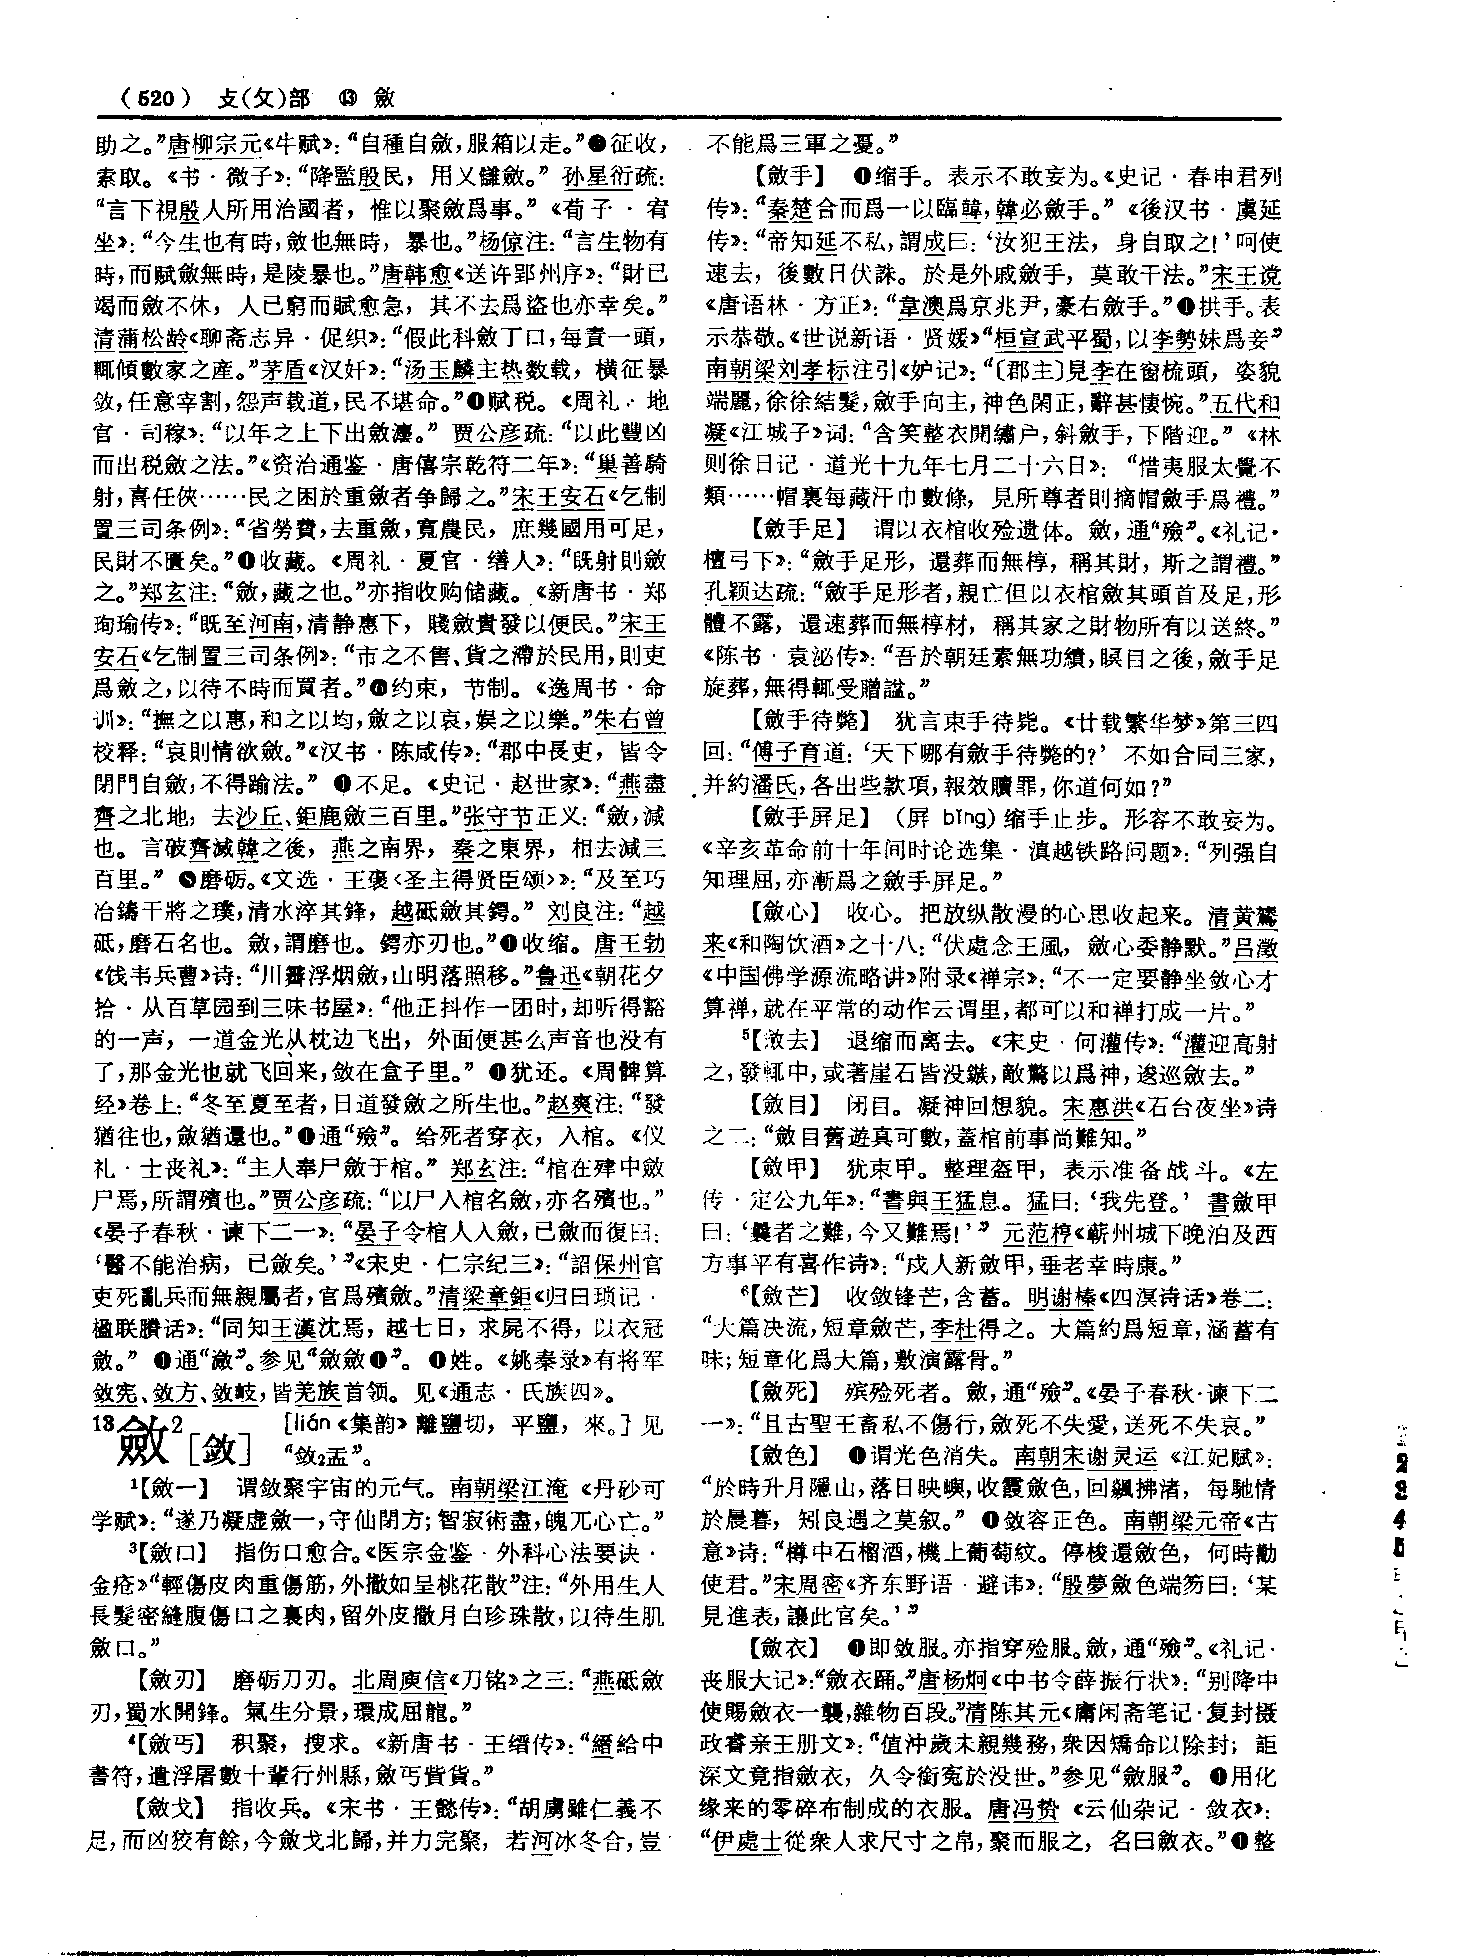 （520） 攴(攵)部 ⑬ 斂
助之。”唐柳宗元《牛赋》：“自種自斂，服箱以走。”❷征收，
索取。《书·微子》：“降監殷民，用乂讎斂。” 孙星衍疏：
“言下視殷人所用治國者，惟以聚斂爲事。”《荀子·宥
坐》：“今生也有時，斂也無時，暴也。”杨倞注：“言生物有
時，而賦斂無時，是陵暴也。”唐韩愈《送许郢州序》：“財已
竭而斂不休，人已窮而賦愈急，其不去爲盜也亦幸矣。”
清蒲松龄《聊斋志异·促织》：“假此科斂丁口，每責一頭，
輒傾數家之產。”茅盾《汉奸》：“汤玉麟主热数载，横征暴
敛，任意宰割，怨声载道，民不堪命。”❸赋税。《周礼·地
官·司稼》：“以年之上下出斂灋。” 贾公彦疏：“以此豐凶
而出税斂之法。”《资治通鉴·唐僖宗乾符二年》：“巢善騎
射，喜任俠……民之困於重斂者争歸之。”宋王安石《乞制
置三司条例》：“省勞費，去重斂，寬農民，庶幾國用可足，
民財不匱矣。”❹收藏。《周礼·夏官·缮人》：“既射則斂
之。”郑玄注：“斂，藏之也。”亦指收购储藏。《新唐书·郑
珣瑜传》：“既至河南，清静惠下，賤斂貴發以便民。”宋王
安石《乞制置三司条例》：“市之不售、貨之滯於民用，則吏
爲斂之，以待不時而買者。”❺约束，节制。《逸周书·命
训》：“撫之以惠，和之以均，斂之以哀，娱之以樂。”朱右曾
校释：“哀則情欲斂。”《汉书·陈咸传》：“郡中長吏，皆令
閉門自斂，不得踰法。” ❻不足。《史记·赵世家》：“燕盡
齊之北地，去沙丘、鉅鹿斂三百里。”张守节正义：“斂，減
也。言破齊滅韓之後，燕之南界，秦之東界，相去減三
百里。” ❼磨砺。《文选·王褒〈圣主得贤臣颂〉》：“及至巧
冶鑄干將之璞，清水淬其鋒，越砥斂其鍔。” 刘良注：“越
砥，磨石名也。斂，謂磨也。鍔亦刃也。”❽收缩。唐王勃
《饯韦兵曹》诗：“川霽浮烟斂，山明落照移。”鲁迅《朝花夕
拾·从百草园到三味书屋》：“他正抖作一团时，却听得豁
的一声，一道金光从枕边飞出，外面便甚么声音也没有
了，那金光也就飞回来，敛在盒子里。” ❾犹还。《周髀算
经》卷上：“冬至夏至者，日道發斂之所生也。”赵爽注：“發
猶往也，斂猶還也。”❿通“殮”。给死者穿衣，入棺。《仪
礼·士丧礼》：“主人奉尸斂于棺。” 郑玄注：“棺在肂中斂
尸焉，所謂殯也。”贾公彦疏：“以尸入棺名斂，亦名殯也。”
《晏子春秋·谏下二一》：“晏子令棺人入斂，已斂而復曰：
‘醫不能治病，已斂矣。’”《宋史·仁宗纪三》：“詔保州官
吏死亂兵而無親屬者，官爲殯斂。”清梁章鉅《归田琐记·
楹联賸话》：“同知王漢沈焉，越七日，求屍不得，以衣冠
斂。” ⓫通“瀲”。参见“斂斂❶”。 ⓬姓。《姚秦录》有将军
敛宪、敛方、敛岐，皆羌族首领。见《通志·氏族四》。
13斂2［敛］ ［lián《集韵》離鹽切，平鹽，來。］见
“敛2盂”。
1【斂一】 谓敛聚宇宙的元气。南朝梁江淹《丹砂可
学赋》：“遂乃凝虚斂一，守仙閉方；智寂術盡，魄兀心亡。”
3【斂口】 指伤口愈合。《医宗金鉴·外科心法要诀·
金疮》“輕傷皮肉重傷筋，外撒如呈桃花散”注：“外用生人
長髮密縫腹傷口之裏肉，留外皮撒月白珍珠散，以待生肌
斂口。”
【斂刃】 磨砺刀刃。北周庾信《刀铭》之三：“燕砥斂
刃，蜀水開鋒。氣生分景，環成屈龍。”
4【斂丐】 积聚，搜求。《新唐书·王缙传》：“縉給中
書符，遣浮屠數十輩行州縣，斂丐貲貨。”
【斂戈】 指收兵。《宋书·王懿传》：“胡虜雖仁義不
足，而凶狡有餘，今斂戈北歸，并力完聚，若河冰冬合，豈
不能爲三軍之憂。”
【斂手】 ❶缩手。表示不敢妄为。《史记·春申君列
传》：“秦楚合而爲一以臨韓，韓必斂手。”《後汉书·虞延
传》：“帝知延不私，謂成曰：‘汝犯王法，身自取之！’呵使
速去，後數日伏誅。於是外戚斂手，莫敢干法。”宋王谠
《唐语林·方正》：“韋澳爲京兆尹，豪右斂手。”❷拱手。表
示恭敬。《世说新语·贤媛》“桓宣武平蜀，以李勢妹爲妾”
南朝梁刘孝标注引《妒记》：“〔郡主〕見李在窗梳頭，姿貌
端麗，徐徐結髮，斂手向主，神色閑正，辭甚悽惋。”五代和
凝《江城子》词：“含笑整衣開繡户，斜斂手，下階迎。”《林
则徐日记·道光十九年七月二十六日》：“惜夷服太覺不
類……帽裏每藏汗巾數條，見所尊者則摘帽斂手爲禮。”
【斂手足】 谓以衣棺收殓遗体。斂，通“殮”。《礼记·
檀弓下》：“斂手足形，還葬而無椁，稱其財，斯之謂禮。”
孔颖达疏：“斂手足形者，親亡但以衣棺斂其頭首及足，形
體不露，還速葬而無椁材，稱其家之財物所有以送終。”
《陈书·袁泌传》：“吾於朝廷素無功績，瞑目之後，斂手足
旋葬，無得輒受贈諡。”
【斂手待斃】 犹言束手待毙。《廿载繁华梦》第三四
回：“傅子育道：‘天下哪有斂手待斃的？’ 不如合同三家，
并約潘氏，各出些款項，報效贖罪，你道何如？”
【斂手屏足】（屏 bǐng）缩手止步。形容不敢妄为。
《辛亥革命前十年间时论选集·滇越铁路问题》：“列强自
知理屈，亦漸爲之斂手屏足。”
【斂心】 收心。把放纵散漫的心思收起来。清黄鷟
来《和陶饮酒》之十八：“伏處念王風，斂心委静默。”吕澂
《中国佛学源流略讲》附录《禅宗》：“不一定要静坐敛心才
算禅，就在平常的动作云谓里，都可以和禅打成一片。”
5【斂去】 退缩而离去。《宋史·何灌传》：“灌迎高射
之，發輒中，或著崖石皆没鏃，敵驚以爲神，逡巡斂去。”
【斂目】 闭目。凝神回想貌。宋惠洪《石台夜坐》诗
之二：“斂目舊遊真可數，蓋棺前事尚難知。”
【斂甲】 犹束甲。整理盔甲，表示准备战斗。《左
传·定公九年》：“書與王猛息。猛曰：‘我先登。’ 書斂甲
曰：‘曩者之難，今又難焉！’” 元范梈《蕲州城下晚泊及西
方事平有喜作诗》：“戍人新斂甲，垂老幸時康。”
6【斂芒】 收敛锋芒，含蓄。明谢榛《四溟诗话》卷二：
“大篇决流，短章斂芒，李杜得之。大篇約爲短章，涵蓄有
味；短章化爲大篇，敷演露骨。”
【斂死】 殡殓死者。斂，通“殮”。《晏子春秋·谏下二
一》：“且古聖王畜私不傷行，斂死不失愛，送死不失哀。”
【斂色】 ❶谓光色消失。南朝宋谢灵运《江妃赋》：
“於時升月隱山，落日映嶼，收霞斂色，回飆拂渚，每馳情
於晨暮，矧良遇之莫叙。” ❷敛容正色。南朝梁元帝《古
意》诗：“樽中石榴酒，機上葡萄紋。停梭還斂色，何時勸
使君。”宋周密《齐东野语·避讳》：“殷夢斂色端笏曰：‘某
見進表，讓此官矣。’”
【斂衣】 ❶即敛服。亦指穿殓服。斂，通“殮”。《礼记·
丧服大记》：“斂衣踊。”唐杨炯《中书令薛振行状》：“别降中
使賜斂衣一襲，雜物百段。”清陈其元《庸闲斋笔记·复封摄
政睿亲王册文》：“值沖歲未親幾務，衆因矯命以除封；詎
深文竟指斂衣，久令銜冤於没世。”参见“斂服”。 ❷用化
缘来的零碎布制成的衣服。唐冯贽《云仙杂记·敛衣》：
“伊處士從衆人求尺寸之帛，聚而服之，名曰斂衣。”❸整